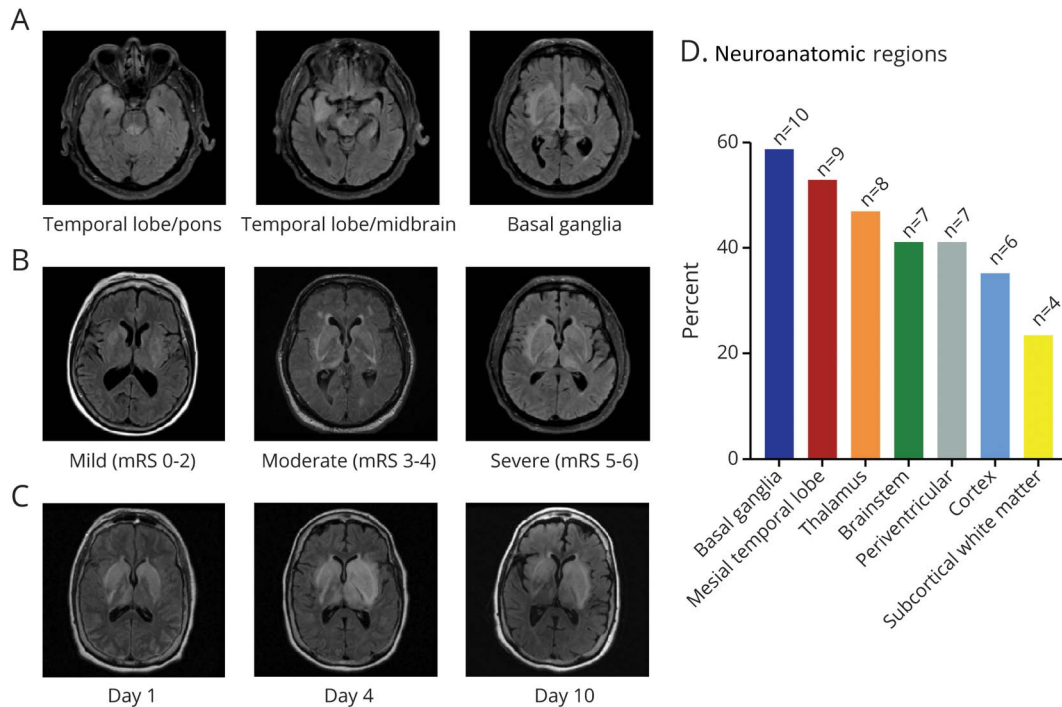 A
Temporal lobe/pons
Temporal lobe/midbrain
Basal ganglia
B
Mild (mRS 0-2)
Moderate (mRS 3-4)
Severe (mRS 5-6)
C
Day 1
Day 4
Day 10
D. Neuroanatomic regions
Percent
60
40
20
0
n=10
n=9
n=8
n=7
n=7
n=6
n=4
Basal ganglia
Mesial temporal lobe
Thalamus
Brainstem
Periventricular
Cortex
Subcortical white matter